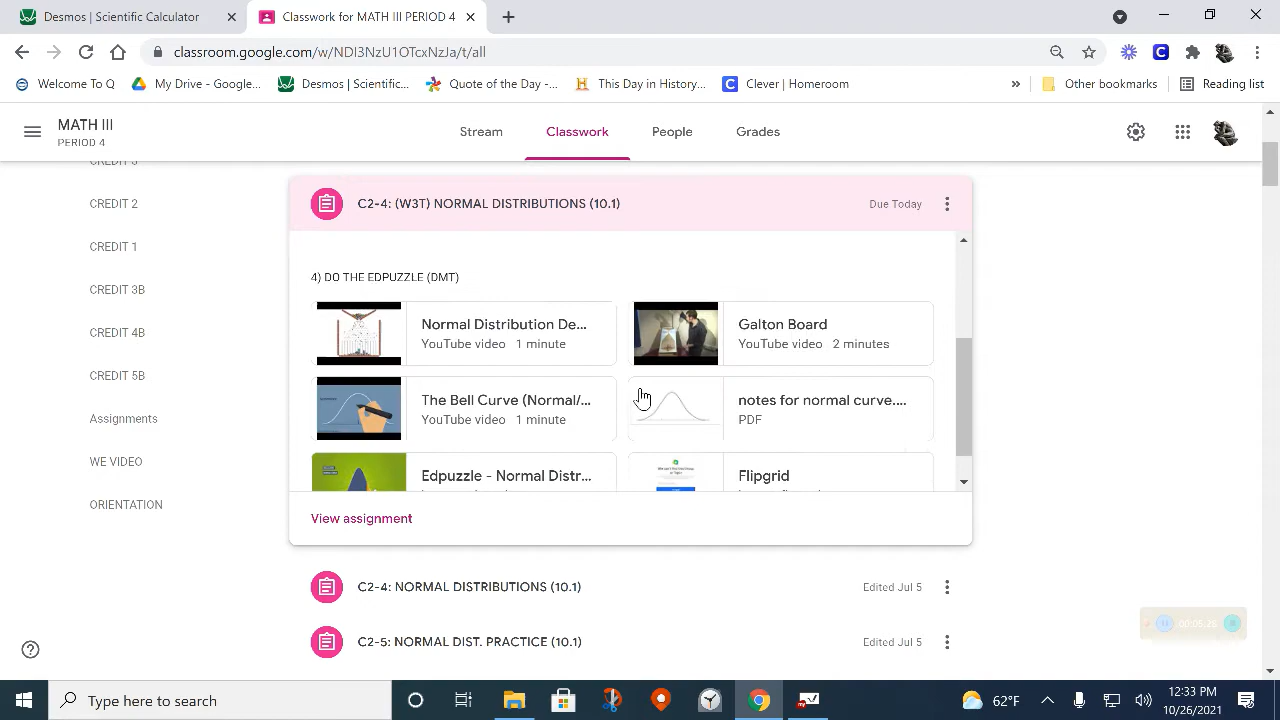 Desmos | Scientific Calculator
Classwork for MATH III PERIOD 4
classroom.google.com/w/NDI3NzU1OTcxNzJa/t/all
Welcome To Q
My Drive - Google...
Desmos | Scientific...
Quote of the Day -...
This Day in History...
Clever | Homeroom
Other bookmarks
Reading list
MATH III
PERIOD 4
Stream
Classwork
People
Grades
CREDIT 2
CREDIT 1
CREDIT 3B
CREDIT 4B
CREDIT 5B
Assignments
WE VIDEO
ORIENTATION
C2-4: (W3T) NORMAL DISTRIBUTIONS (10.1)
Due Today
4) DO THE EDPUZZLE (DMT)
Normal Distribution De...
YouTube video 1 minute
Galton Board
YouTube video 2 minutes
The Bell Curve (Normal/...
YouTube video 1 minute
notes for normal curve....
PDF
Edpuzzle - Normal Distr...
Flipgrid
View assignment
C2-4: NORMAL DISTRIBUTIONS (10.1)
Edited Jul 5
C2-5: NORMAL DIST. PRACTICE (10.1)
Edited Jul 5
00:05:26
Type here to search
62°F
12:33 PM
10/26/2021